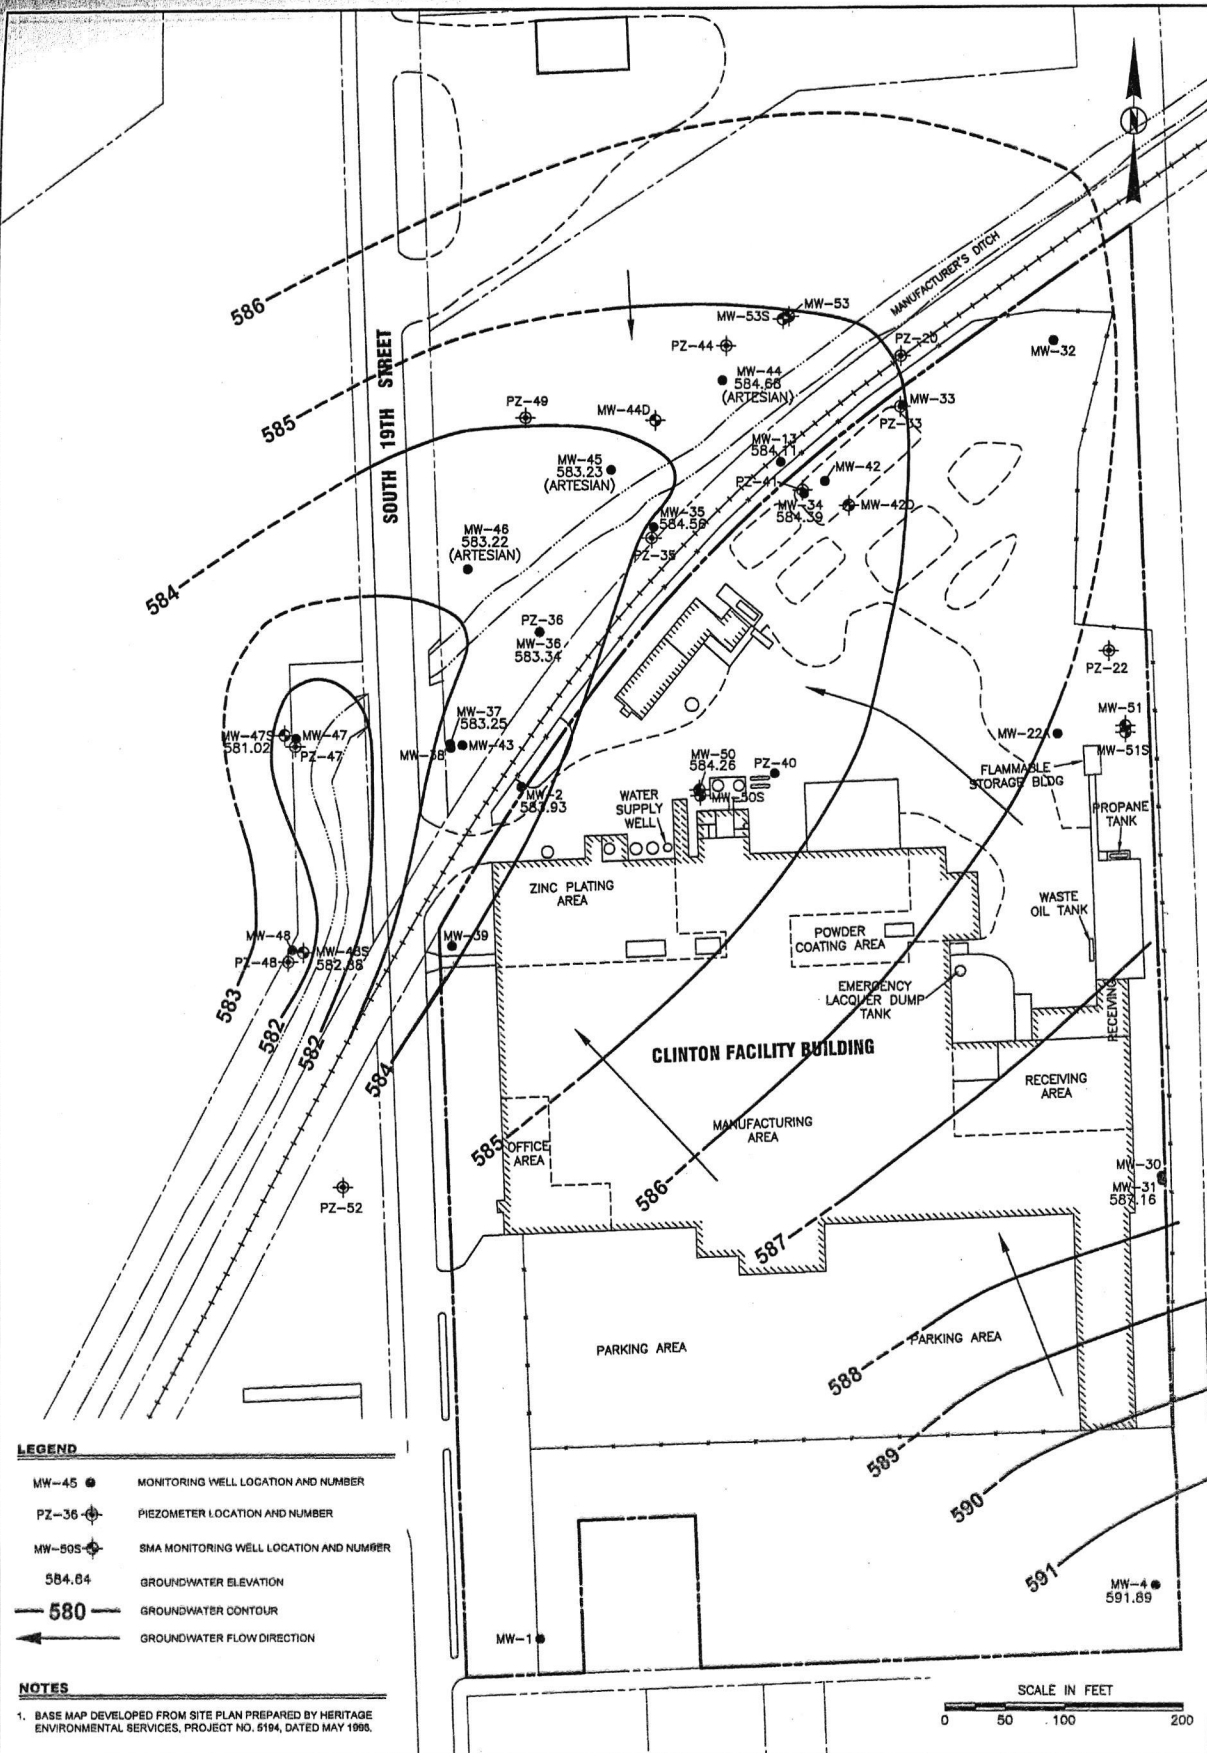 N
MANUFACTURER'S DITCH
586
MW-53
MW-53S
PZ-44
PZ-20
MW-32
SOUTH 19TH STREET
MW-44
584.68
(ARTESIAN)
585
PZ-49
MW-44D
MW-33
PZ-33
MW-13
584.11
MW-45
583.23
(ARTESIAN)
MW-42
PZ-41
MW-34
584.39
MW-42D
MW-35
584.56
PZ-35
MW-46
583.22
(ARTESIAN)
584
PZ-36
MW-36
583.34
PZ-22
MW-37
583.25
MW-38
MW-43
MW-47S
581.02
MW-47
PZ-47
MW-51
MW-51S
MW-22A
MW-50
584.26
PZ-40
MW-50S
FLAMMABLE
STORAGE BLDG
MW-2
583.93
WATER
SUPPLY
WELL
PROPANE
TANK
ZINC PLATING
AREA
WASTE
OIL TANK
MW-39
POWDER
COATING AREA
MW-48
MW-48S
582.88
PZ-48
583
582
582
584
EMERGENCY
LACQUER DUMP
TANK
RECEIVING
CLINTON FACILITY BUILDING
RECEIVING
AREA
MANUFACTURING
AREA
585
OFFICE
AREA
586
587
MW-30
MW-31
587.16
PZ-52
PARKING AREA
PARKING AREA
588
589
590
591
MW-4
591.89
MW-1
LEGEND
MW-45 MONITORING WELL LOCATION AND NUMBER
PZ-36 PIEZOMETER LOCATION AND NUMBER
MW-50S SMA MONITORING WELL LOCATION AND NUMBER
584.64 GROUNDWATER ELEVATION
580 GROUNDWATER CONTOUR
GROUNDWATER FLOW DIRECTION
NOTES
1. BASE MAP DEVELOPED FROM SITE PLAN PREPARED BY HERITAGE
ENVIRONMENTAL SERVICES, PROJECT NO. 5194, DATED MAY 1996.
SCALE IN FEET
0 50 100 200